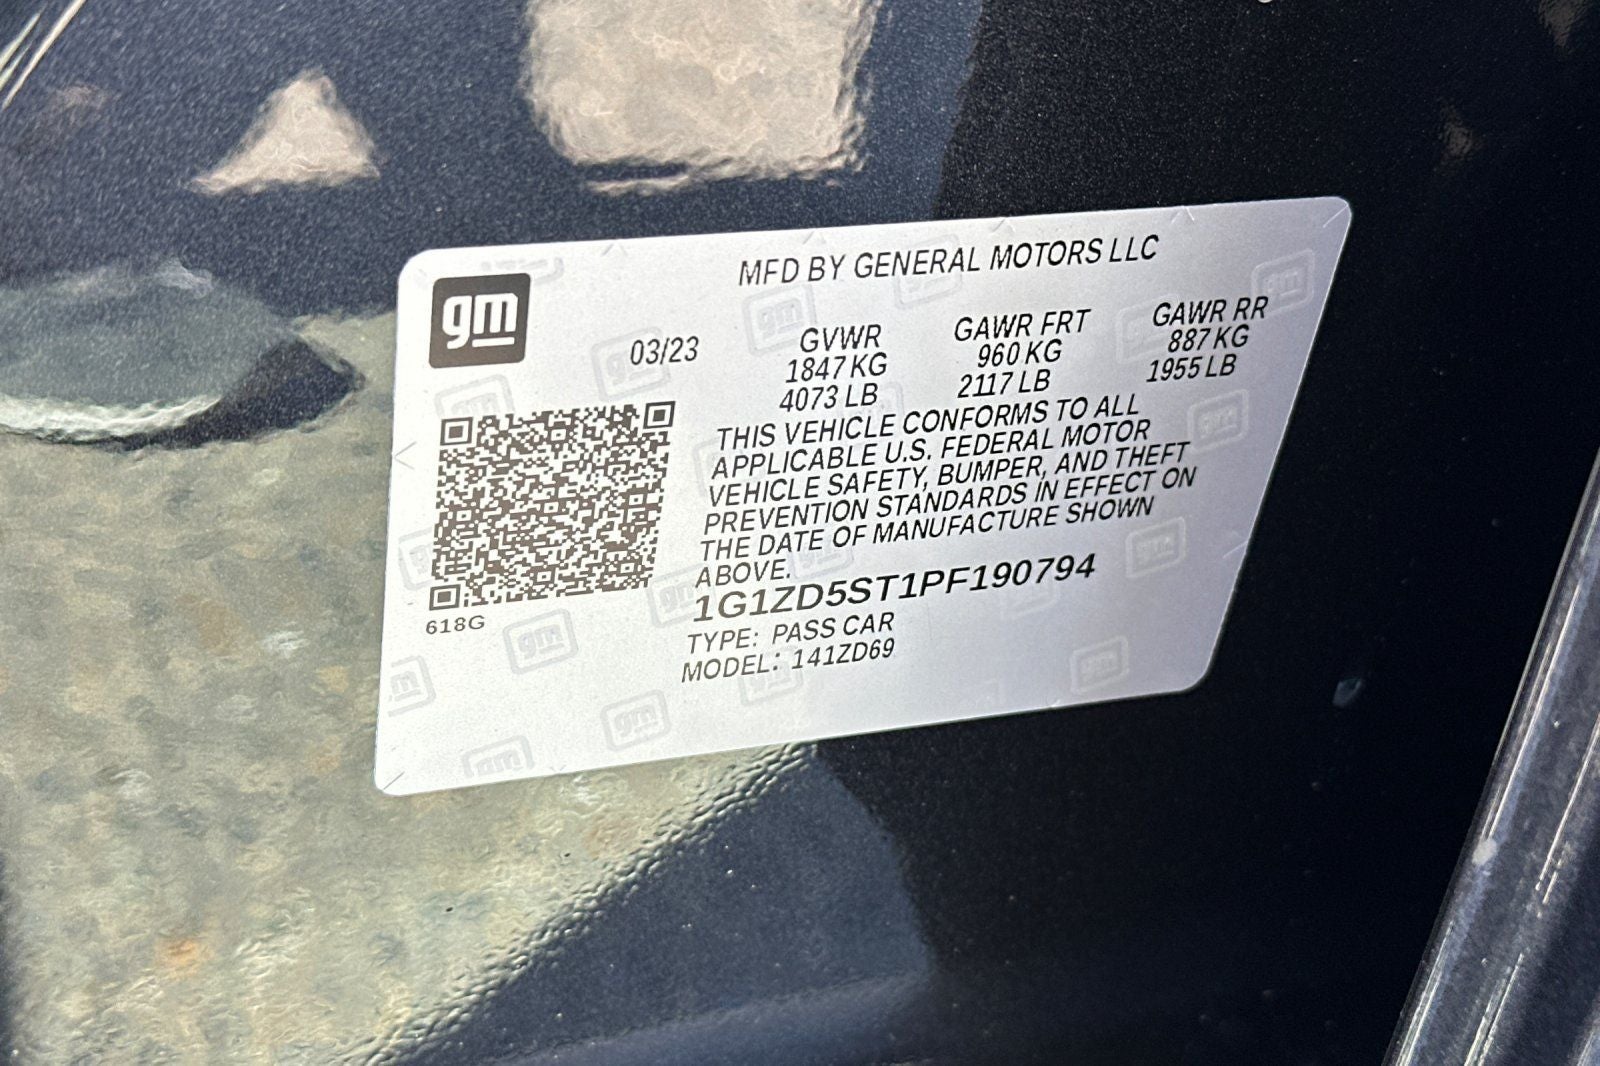 gm
MFD BY GENERAL MOTORS LLC
03/23
GVWR GAWR FRT GAWR RR
1847 KG 960 KG 887 KG
4073 LB 2117 LB 1955 LB
THIS VEHICLE CONFORMS TO ALL
APPLICABLE U.S. FEDERAL MOTOR
VEHICLE SAFETY, BUMPER, AND THEFT
PREVENTION STANDARDS IN EFFECT ON
THE DATE OF MANUFACTURE SHOWN
ABOVE.
1G1ZD5ST1PF190794
TYPE: PASS CAR
MODEL: 141ZD69
618G